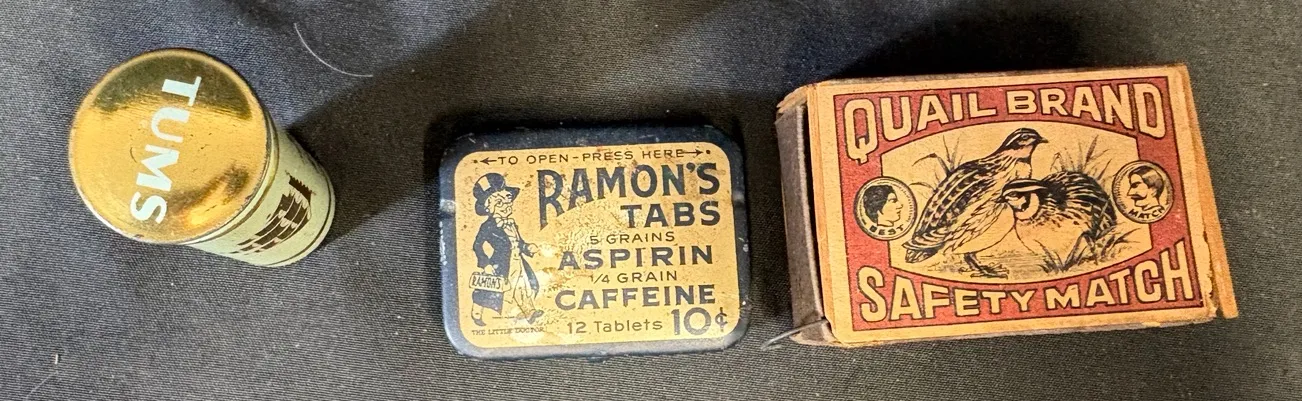 TUMS
TO OPEN-PRESS HERE
RAMON'S
TABS
5 GRAINS
ASPIRIN
1/4 GRAIN
CAFFEINE
12 Tablets 10¢
RAMON'S
THE LITTLE DOCTOR
QUAIL BRAND
BEST
MATCH
SAFETY MATCH